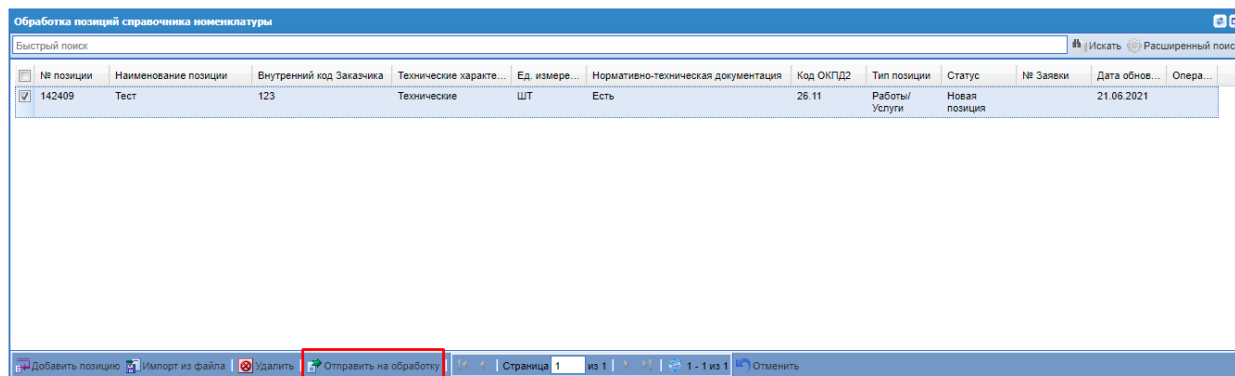 Обработка позиций справочника номенклатуры
Быстрый поиск Искать Расширенный поис
№ позиции Наименование позиции Внутренний код Заказчика Технические характе... Ед. измере... Нормативно-техническая документация Код ОКПД2 Тип позиции Статус № Заявки Дата обнов... Опера...
142409 Тест 123 Технические ШТ Есть 26.11 Работы/ Новая 21.06.2021
Услуги позиция
Добавить позицию Импорт из файла Удалить Отправить на обработку Страница 1 из 1 1 - 1 из 1 Отменить